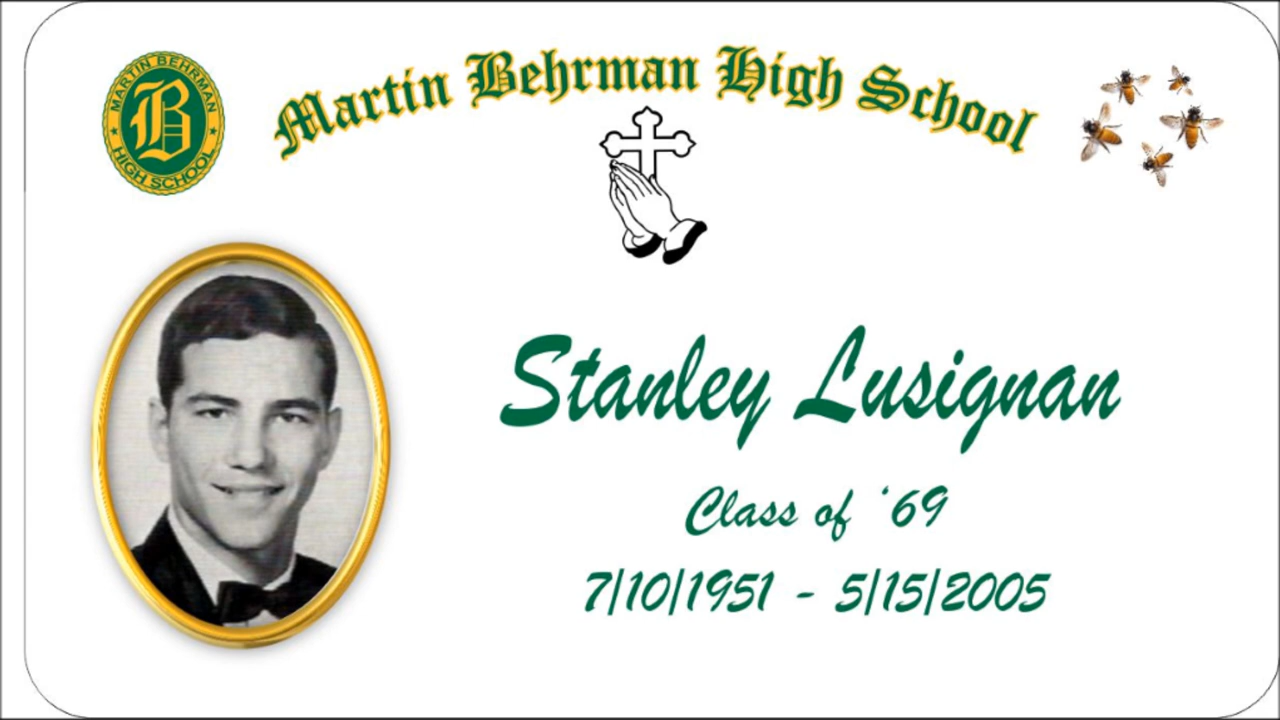 MARTIN BEHRMAN
B
HIGH SCHOOL
Martin Behrman High School
Stanley Lusignan
Class of ‘69
7/10/1951 - 5/15/2005